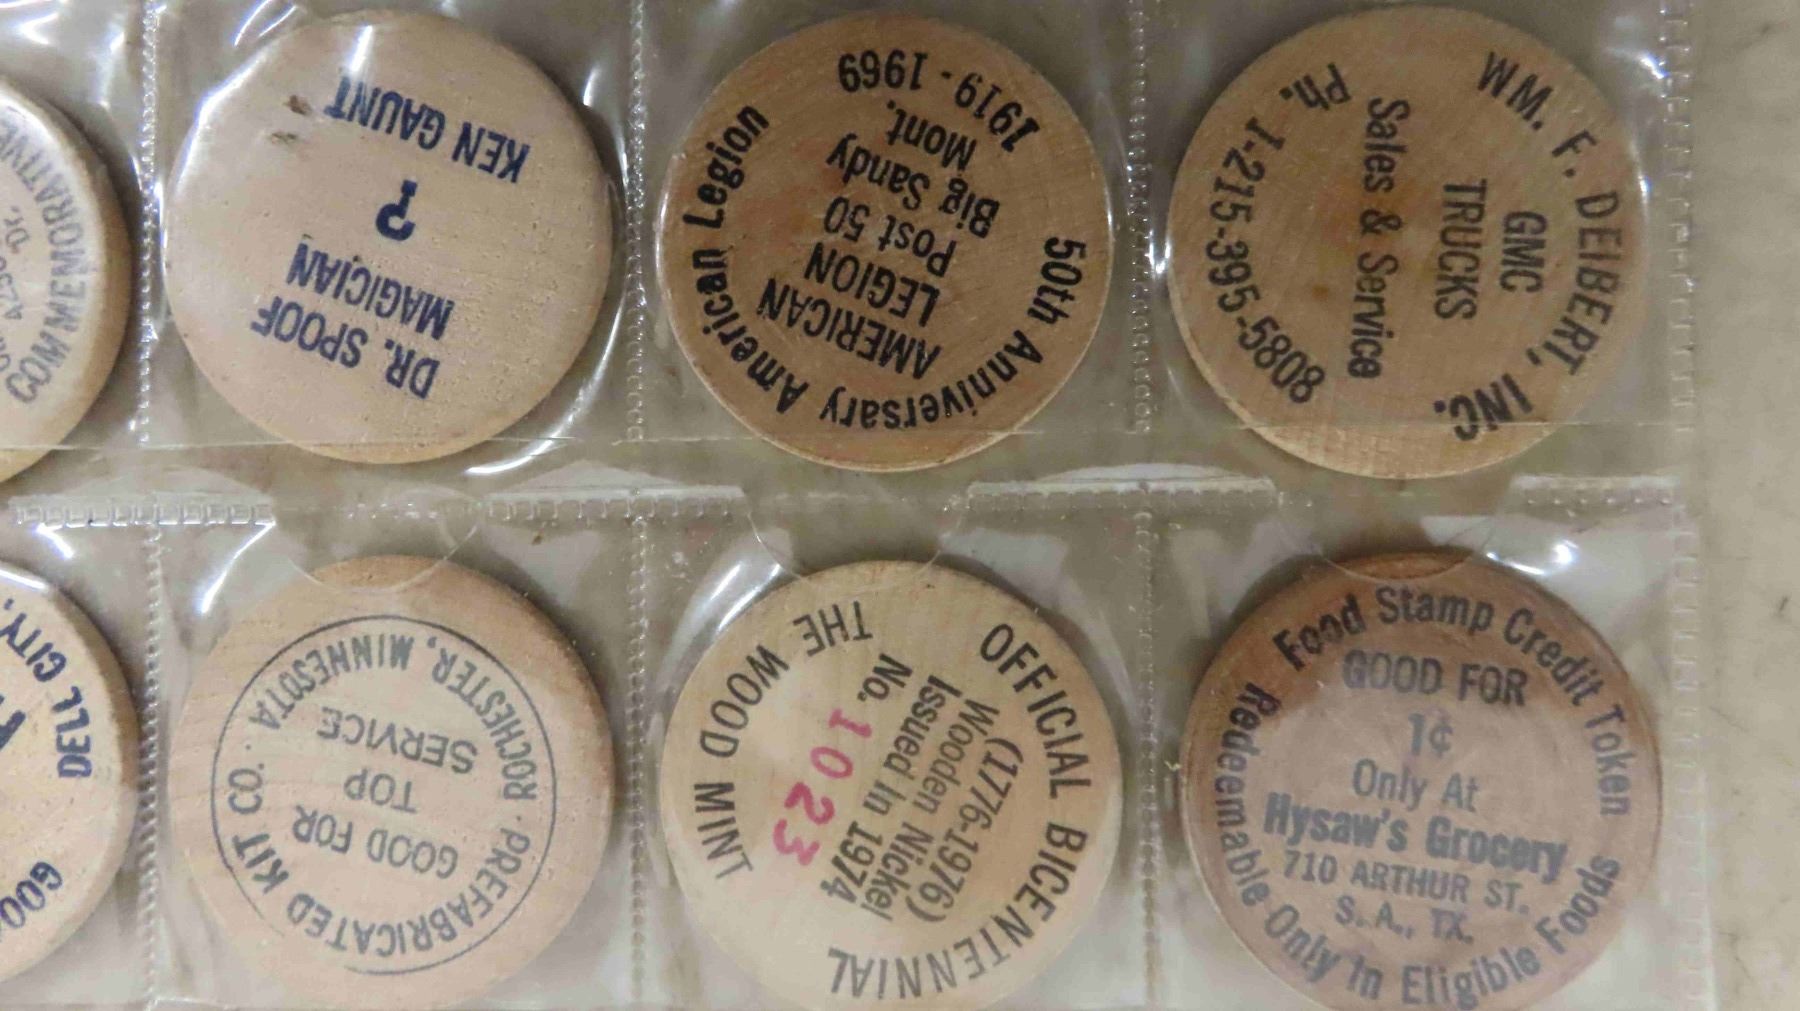 COMMEMORATIVE
4250
Dr.
DR. SPOOF
MAGICIAN
?
KEN GAUNT
50th Anniversary American Legion
AMERICAN
LEGION
Post 50
Big Sandy
Mont.
1919 - 1969
WM. F. DEIBERT, INC.
GMC
TRUCKS
Sales & Service
Ph. 1-215-395-5808
DELL CITY,
GOOD
PREFABRICATED KIT CO. · ROCHESTER, MINNESOTA ·
GOOD FOR
TOP
SERVICE
OFFICIAL BICENTENNIAL
(1776-1976)
Wooden Nickel
Issued In 1974
No. 1023
THE WOOD MINT
Food Stamp Credit Token
GOOD FOR
1¢
Only At
Hysaw's Grocery
710 ARTHUR ST.
S. A., TX.
Redeemable Only In Eligible Foods